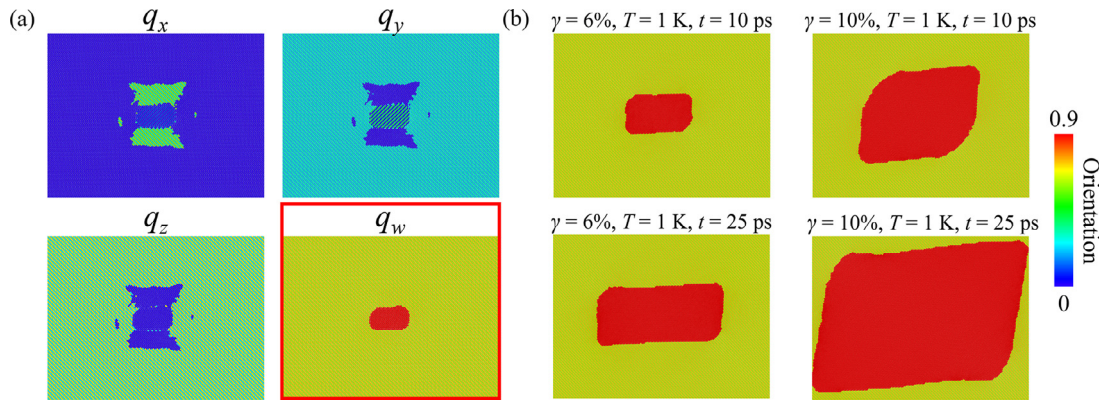 (a)
q_x
q_y
q_z
q_w
(b)
γ = 6%, T = 1 K, t = 10 ps
γ = 10%, T = 1 K, t = 10 ps
γ = 6%, T = 1 K, t = 25 ps
γ = 10%, T = 1 K, t = 25 ps
0.9
Orientation
0